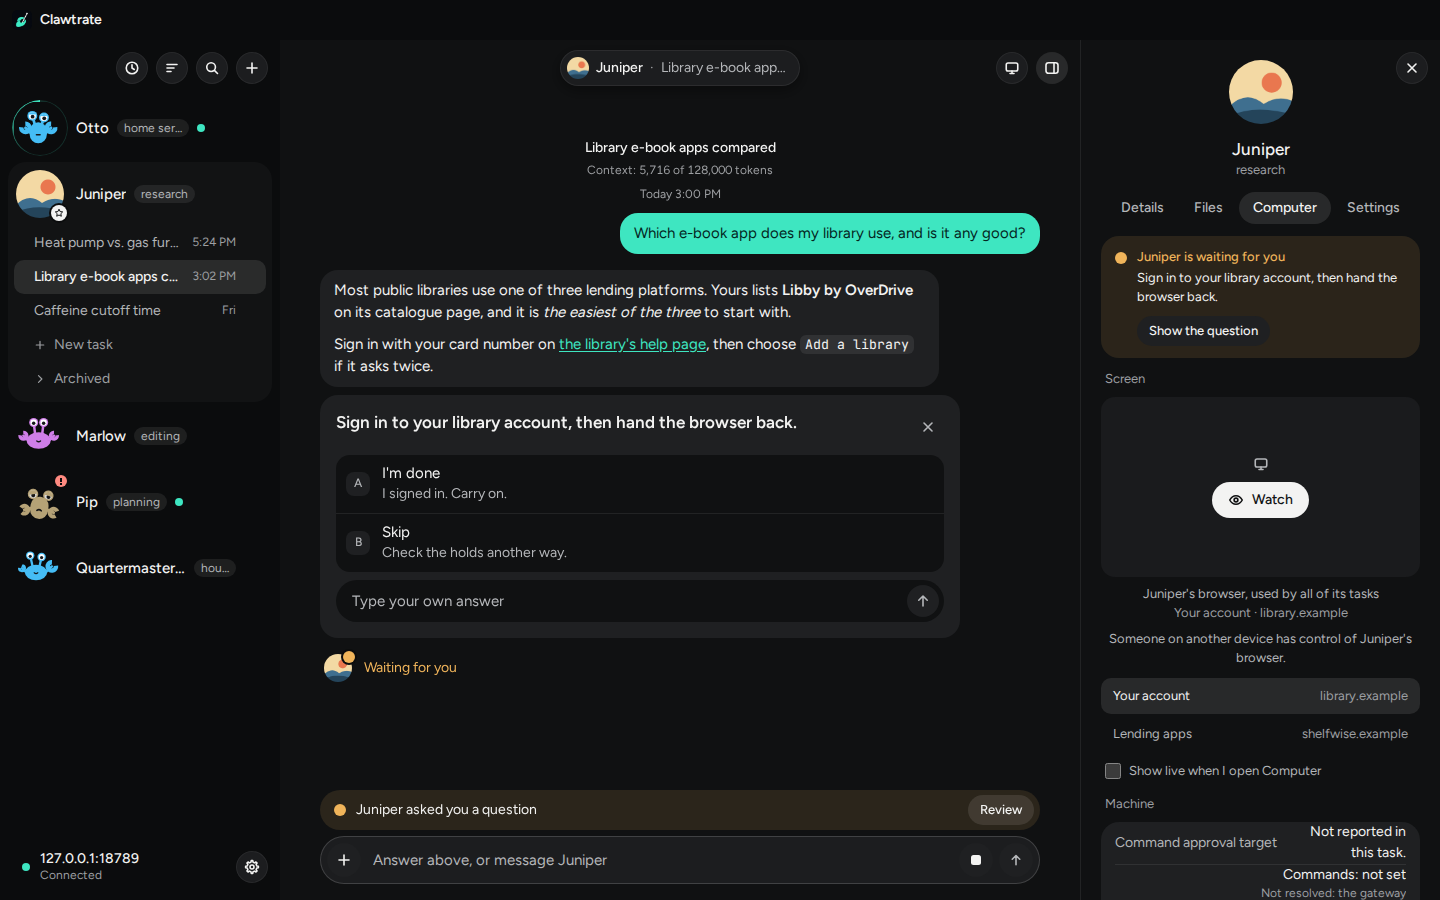 Clawtrate
Otto
home ser...
Juniper
research
Heat pump vs. gas fur...
5:24 PM
Library e-book apps c...
3:02 PM
Caffeine cutoff time
Fri
New task
Archived
Marlow
editing
Pip
planning
Quartermaster...
hou...
127.0.0.1:18789
Connected
Juniper · Library e-book app...
Library e-book apps compared
Context: 5,716 of 128,000 tokens
Today 3:00 PM
Which e-book app does my library use, and is it any good?
Most public libraries use one of three lending platforms. Yours lists Libby by OverDrive
on its catalogue page, and it is the easiest of the three to start with.
Sign in with your card number on the library's help page, then choose Add a library
if it asks twice.
Sign in to your library account, then hand the browser back.
A
I'm done
I signed in. Carry on.
B
Skip
Check the holds another way.
Type your own answer
Waiting for you
Juniper asked you a question
Review
Answer above, or message Juniper
Juniper
research
Details
Files
Computer
Settings
Juniper is waiting for you
Sign in to your library account, then hand the
browser back.
Show the question
Screen
Watch
Juniper's browser, used by all of its tasks
Your account · library.example
Someone on another device has control of Juniper's
browser.
Your account
library.example
Lending apps
shelfwise.example
Show live when I open Computer
Machine
Command approval target
Not reported in
this task.
Commands: not set
Not resolved: the gateway